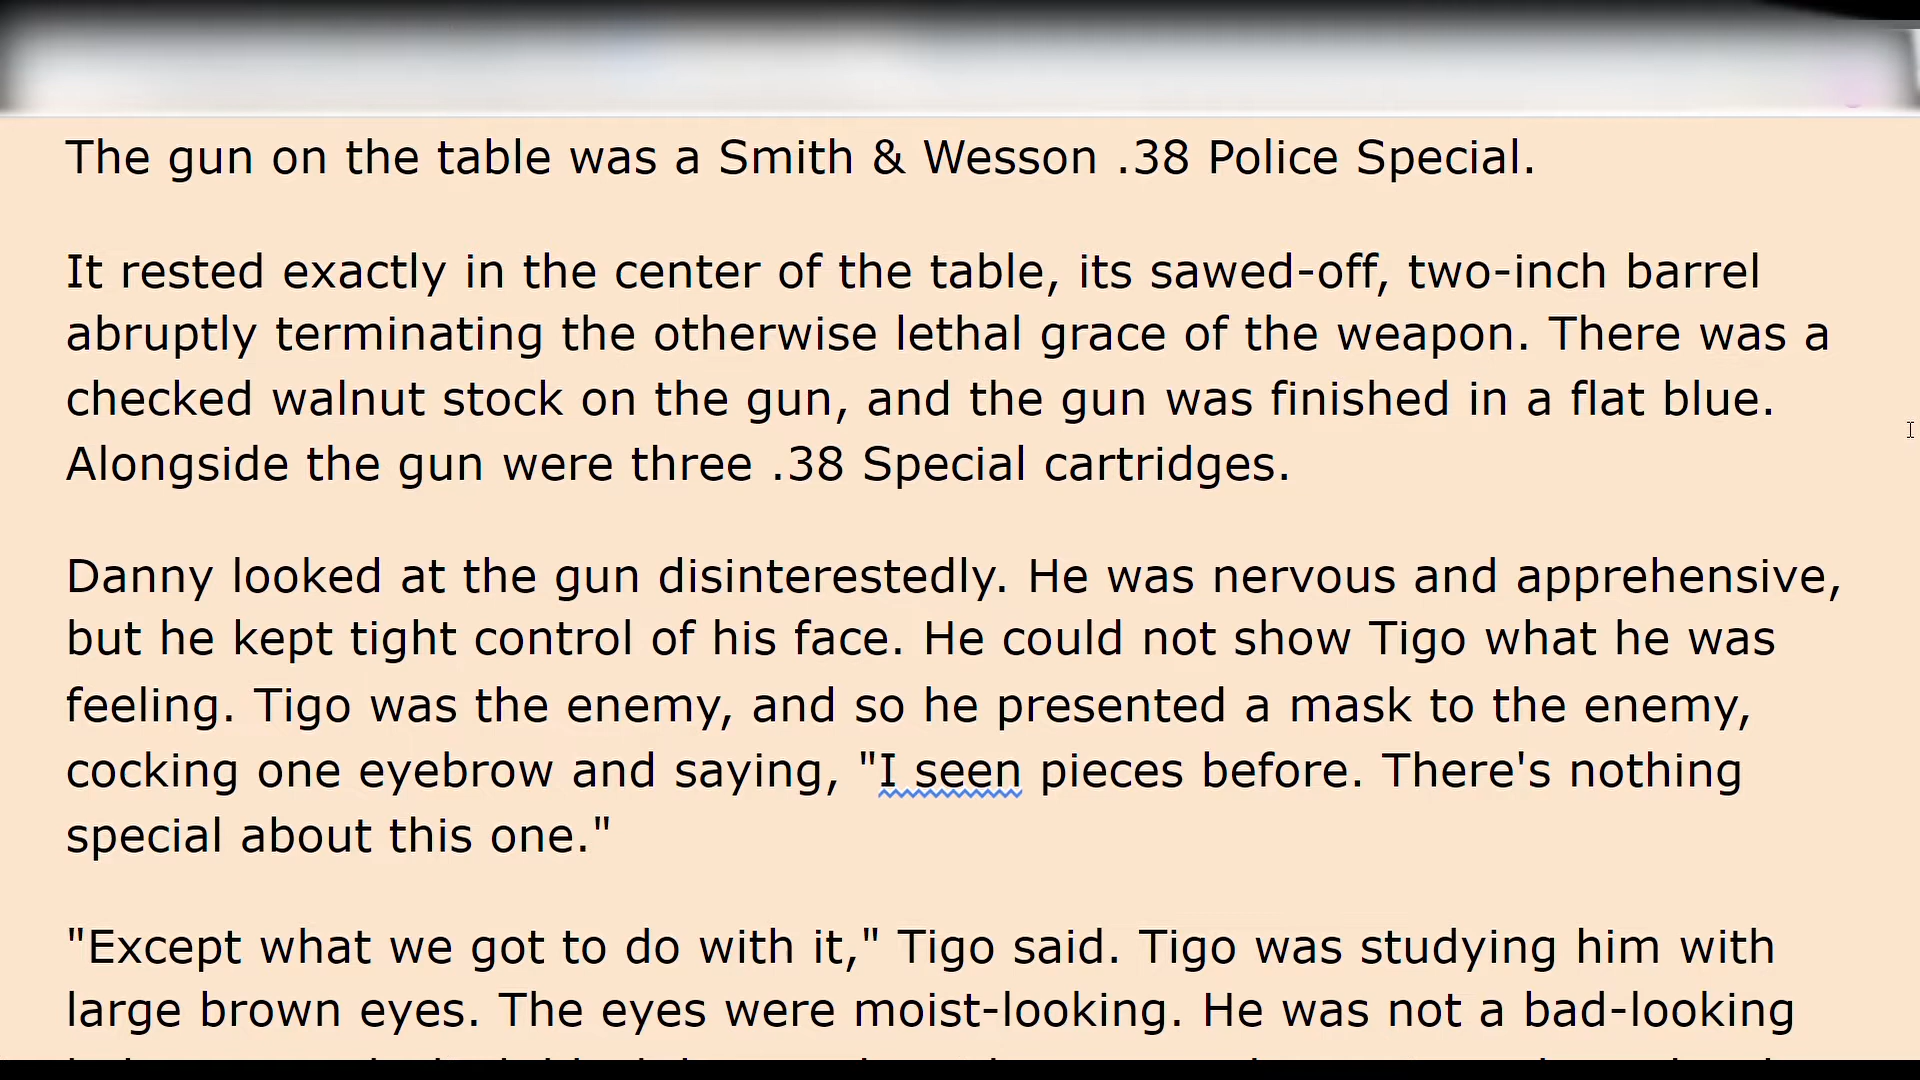 The gun on the table was a Smith & Wesson .38 Police Special.
It rested exactly in the center of the table, its sawed-off, two-inch barrel
abruptly terminating the otherwise lethal grace of the weapon. There was a
checked walnut stock on the gun, and the gun was finished in a flat blue.
Alongside the gun were three .38 Special cartridges.
Danny looked at the gun disinterestedly. He was nervous and apprehensive,
but he kept tight control of his face. He could not show Tigo what he was
feeling. Tigo was the enemy, and so he presented a mask to the enemy,
cocking one eyebrow and saying, "I seen pieces before. There's nothing
special about this one."
"Except what we got to do with it," Tigo said. Tigo was studying him with
large brown eyes. The eyes were moist-looking. He was not a bad-looking